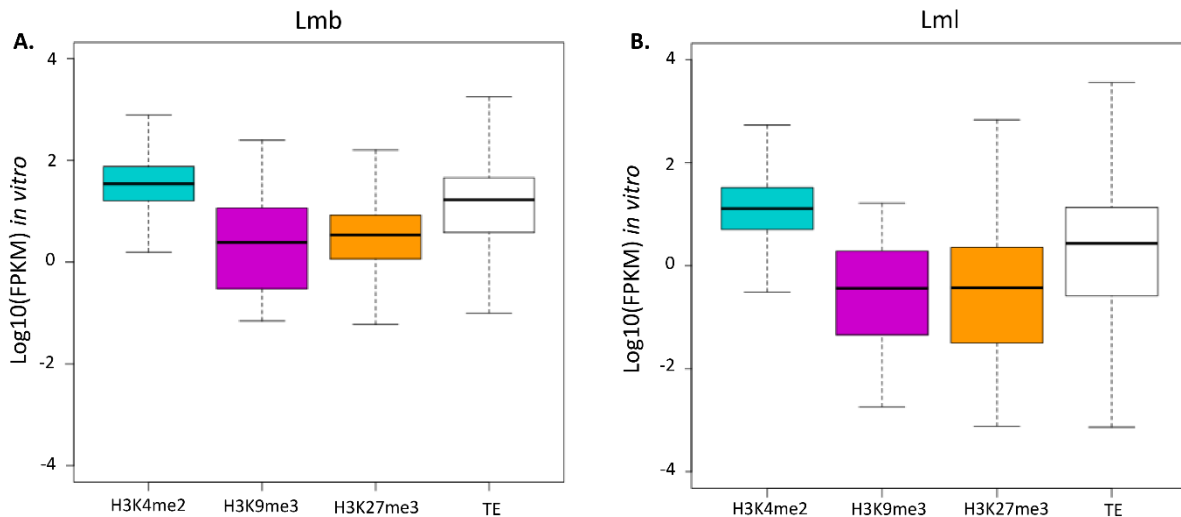 Lmb
A.
Log10(FPKM) in vitro
4
2
0
-2
-4
H3K4me2
H3K9me3
H3K27me3
TE
Lml
B.
Log10(FPKM) in vitro
4
2
0
-2
-4
H3K4me2
H3K9me3
H3K27me3
TE